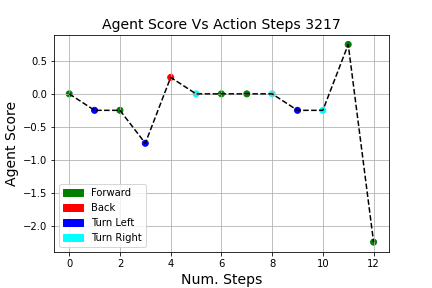 Agent Score Vs Action Steps 3217
Agent Score
0.5
0.0
−0.5
−1.0
−1.5
−2.0
Forward
Back
Turn Left
Turn Right
0 2 4 6 8 10 12
Num. Steps